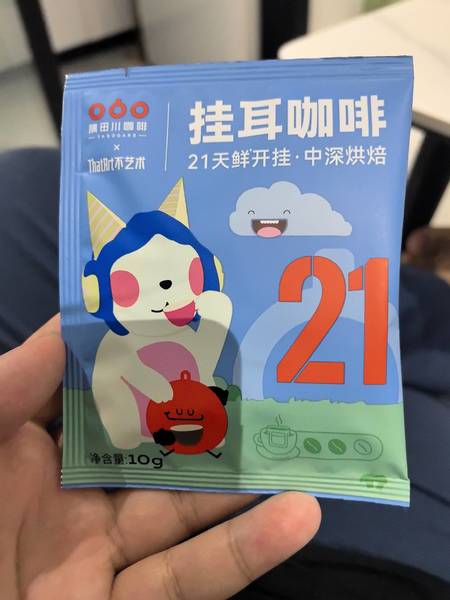 隅田川咖啡
TASOGARE
×
ThatArt不艺术
挂耳咖啡
21天鲜开挂·中深烘焙
21
净含量:10g